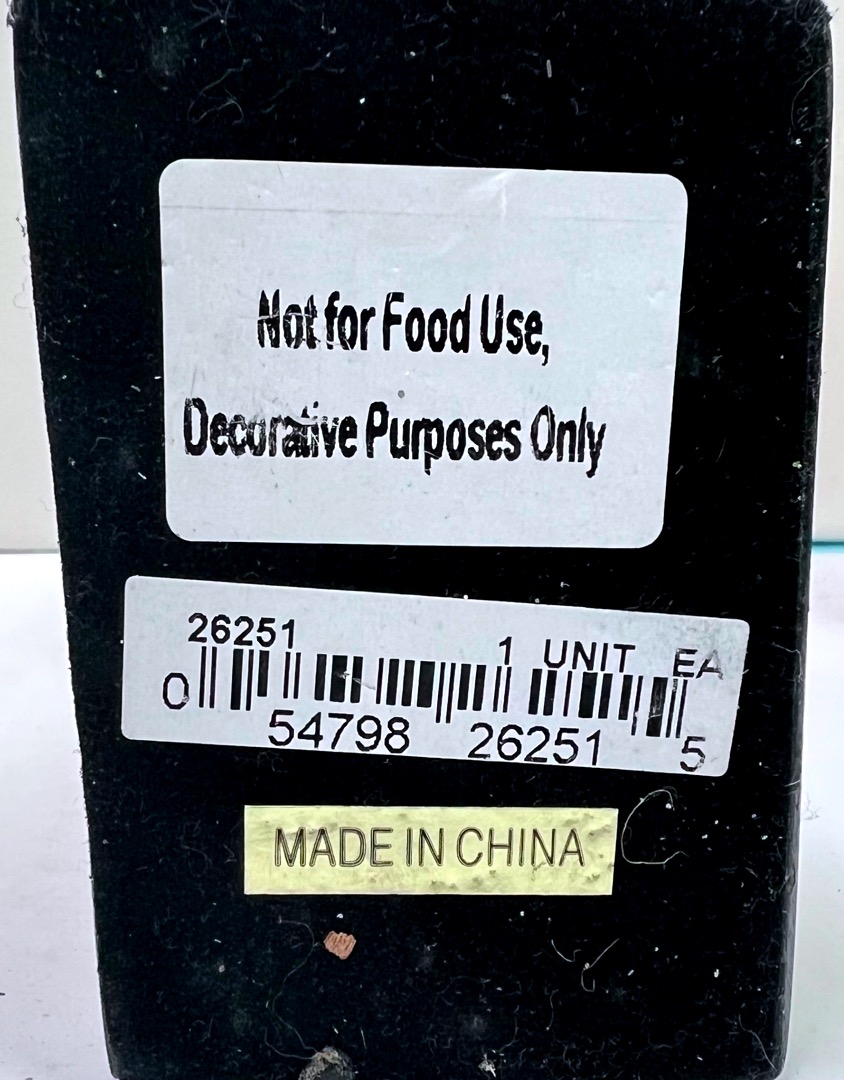 Not for Food Use,
Decorative Purposes Only
26251 1 UNIT EA
0 54798 26251 5
MADE IN CHINA